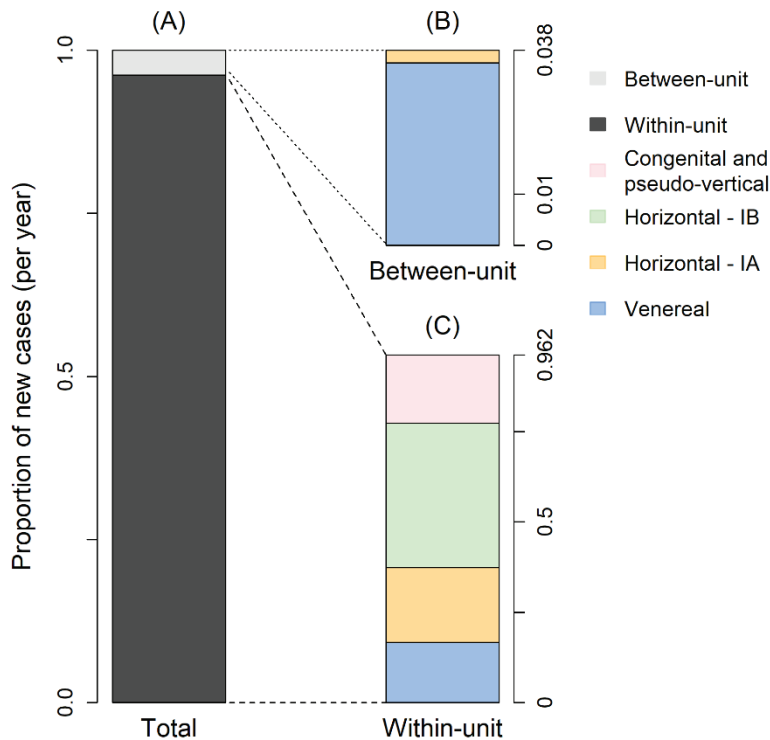 (A)
(B)
(C)
Proportion of new cases (per year)
1.0
0.5
0.0
Total
0.038
0.01
0
Between-unit
0.962
0.5
0
Within-unit
Between-unit
Within-unit
Congenital and
pseudo-vertical
Horizontal - IB
Horizontal - IA
Venereal